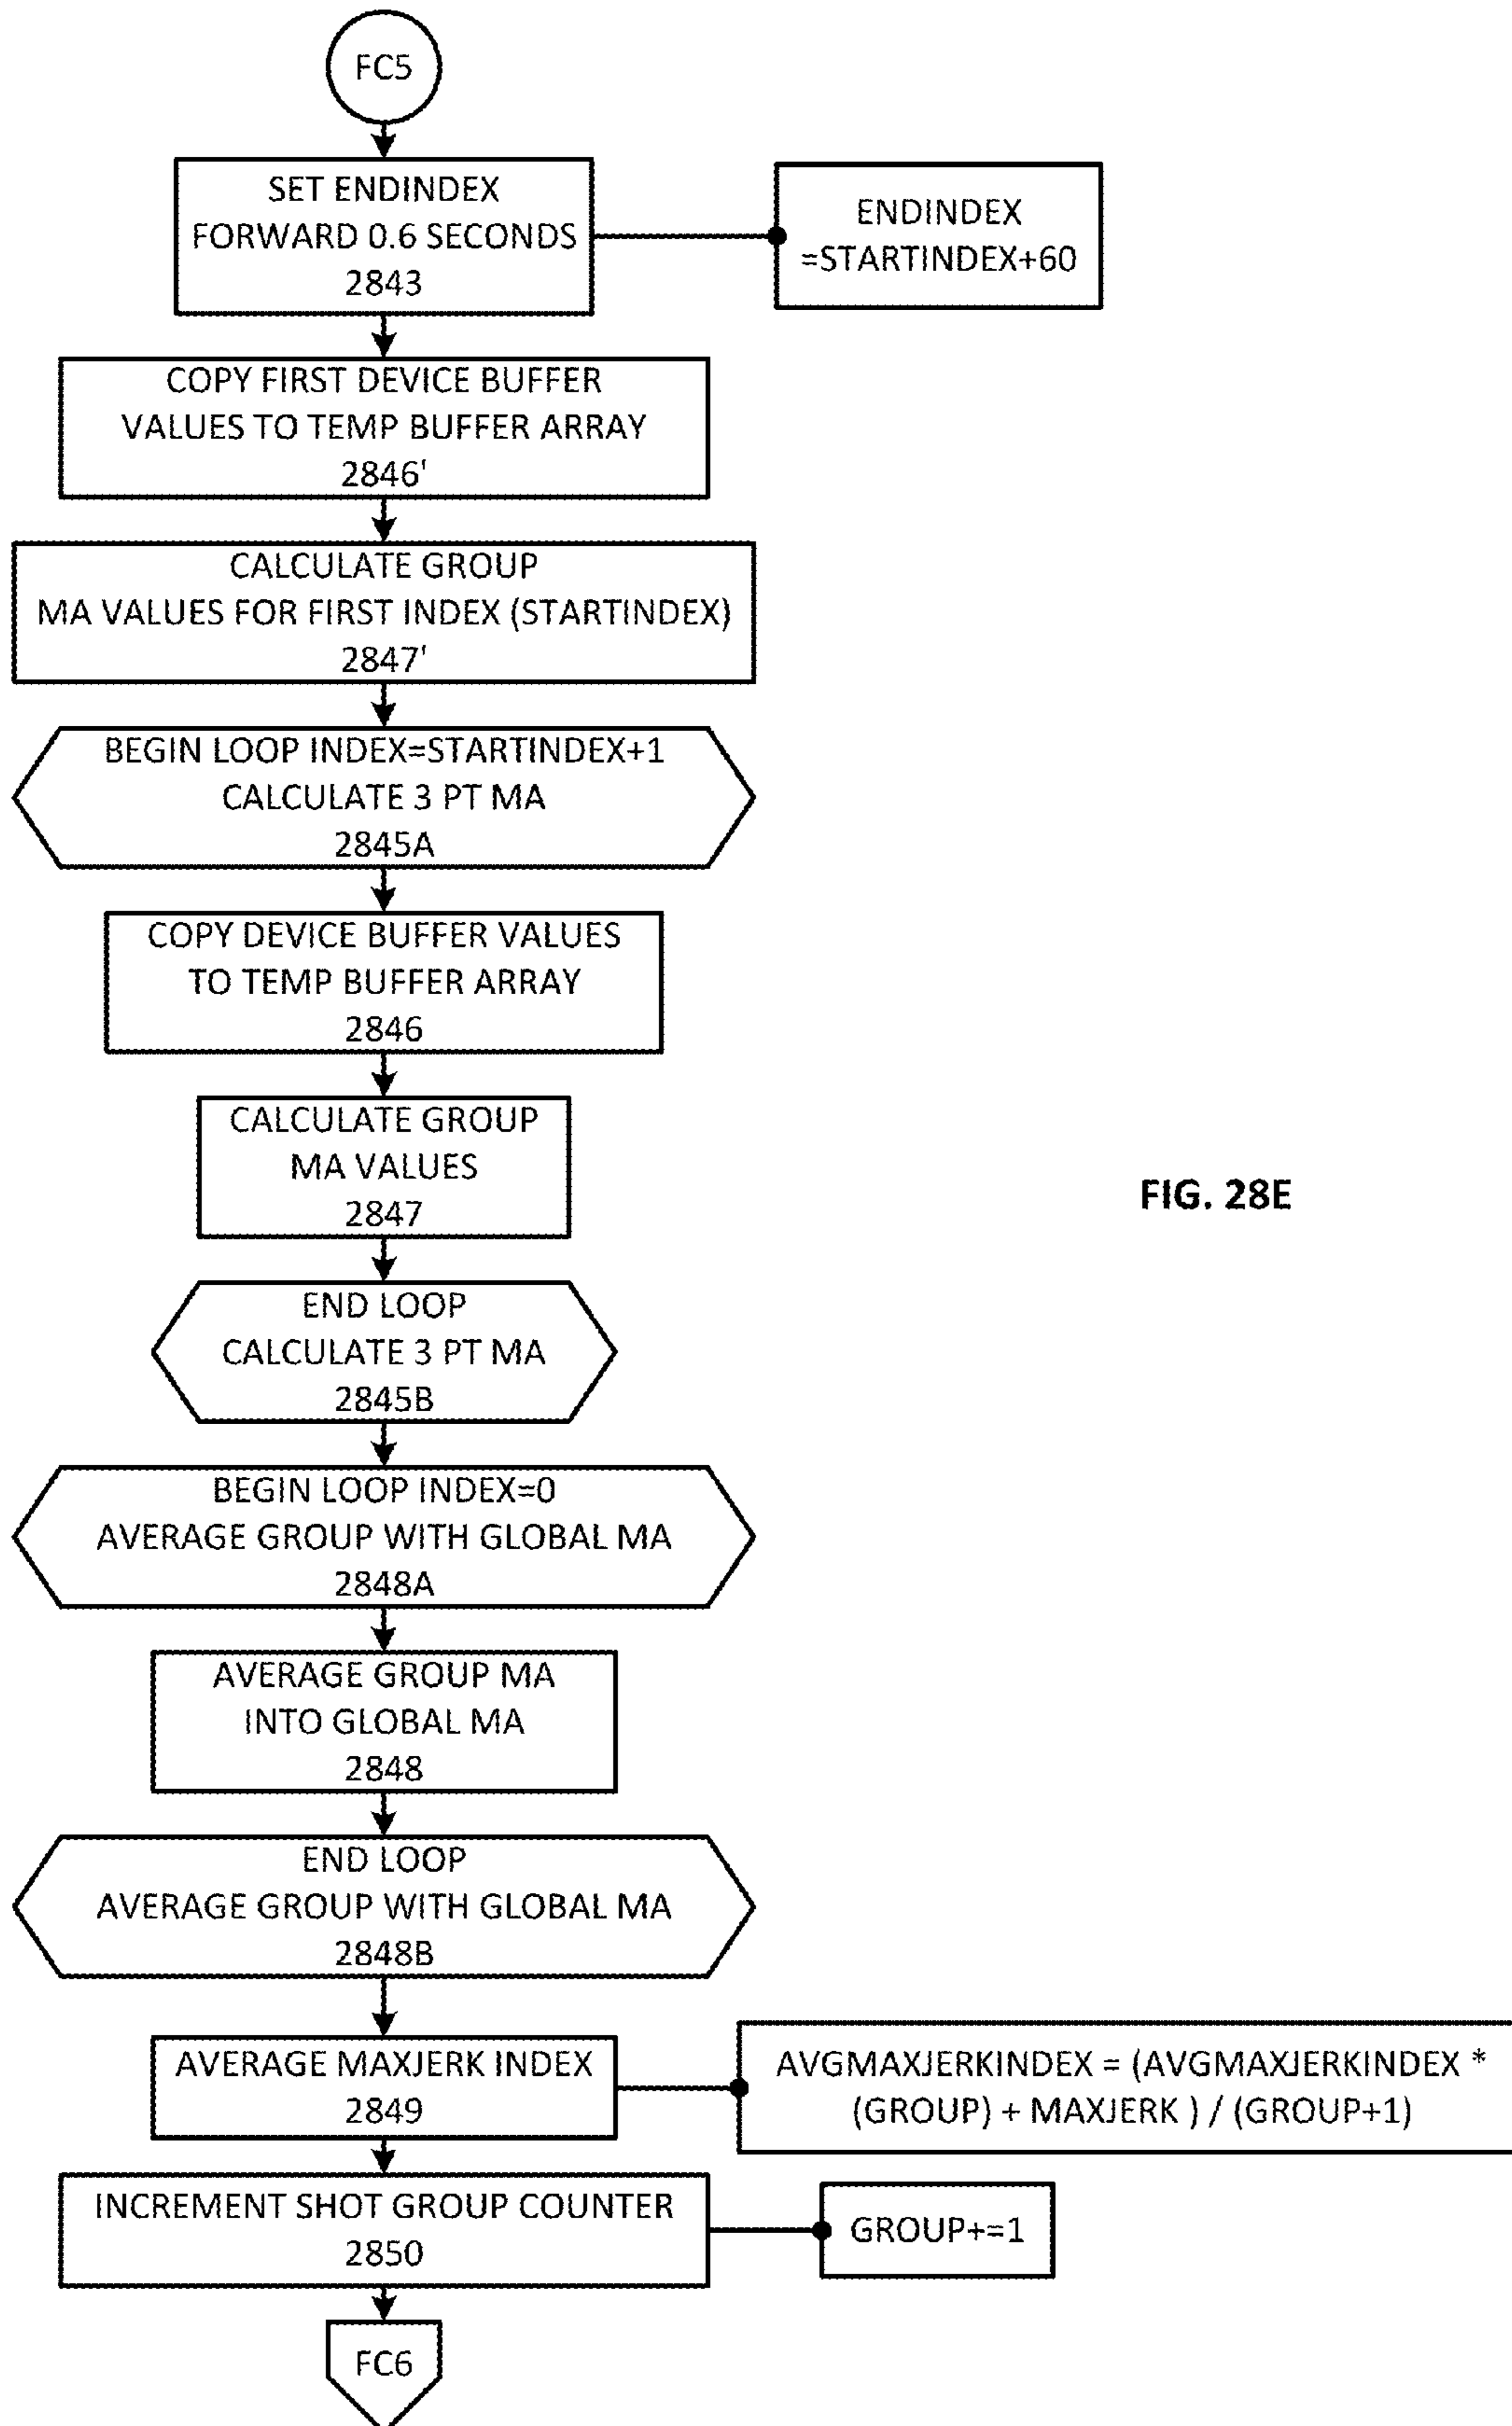 FC5
SET ENDINDEX
FORWARD 0.6 SECONDS
2843
ENDINDEX
=STARTINDEX+60
COPY FIRST DEVICE BUFFER
VALUES TO TEMP BUFFER ARRAY
2846'
CALCULATE GROUP
MA VALUES FOR FIRST INDEX (STARTINDEX)
2847'
BEGIN LOOP INDEX=STARTINDEX+1
CALCULATE 3 PT MA
2845A
COPY DEVICE BUFFER VALUES
TO TEMP BUFFER ARRAY
2846
CALCULATE GROUP
MA VALUES
2847
FIG. 28E
END LOOP
CALCULATE 3 PT MA
2845B
BEGIN LOOP INDEX=0
AVERAGE GROUP WITH GLOBAL MA
2848A
AVERAGE GROUP MA
INTO GLOBAL MA
2848
END LOOP
AVERAGE GROUP WITH GLOBAL MA
2848B
AVERAGE MAXJERK INDEX
2849
AVGMAXJERKINDEX = (AVGMAXJERKINDEX *
(GROUP) + MAXJERK ) / (GROUP+1)
INCREMENT SHOT GROUP COUNTER
2850
GROUP+=1
FC6